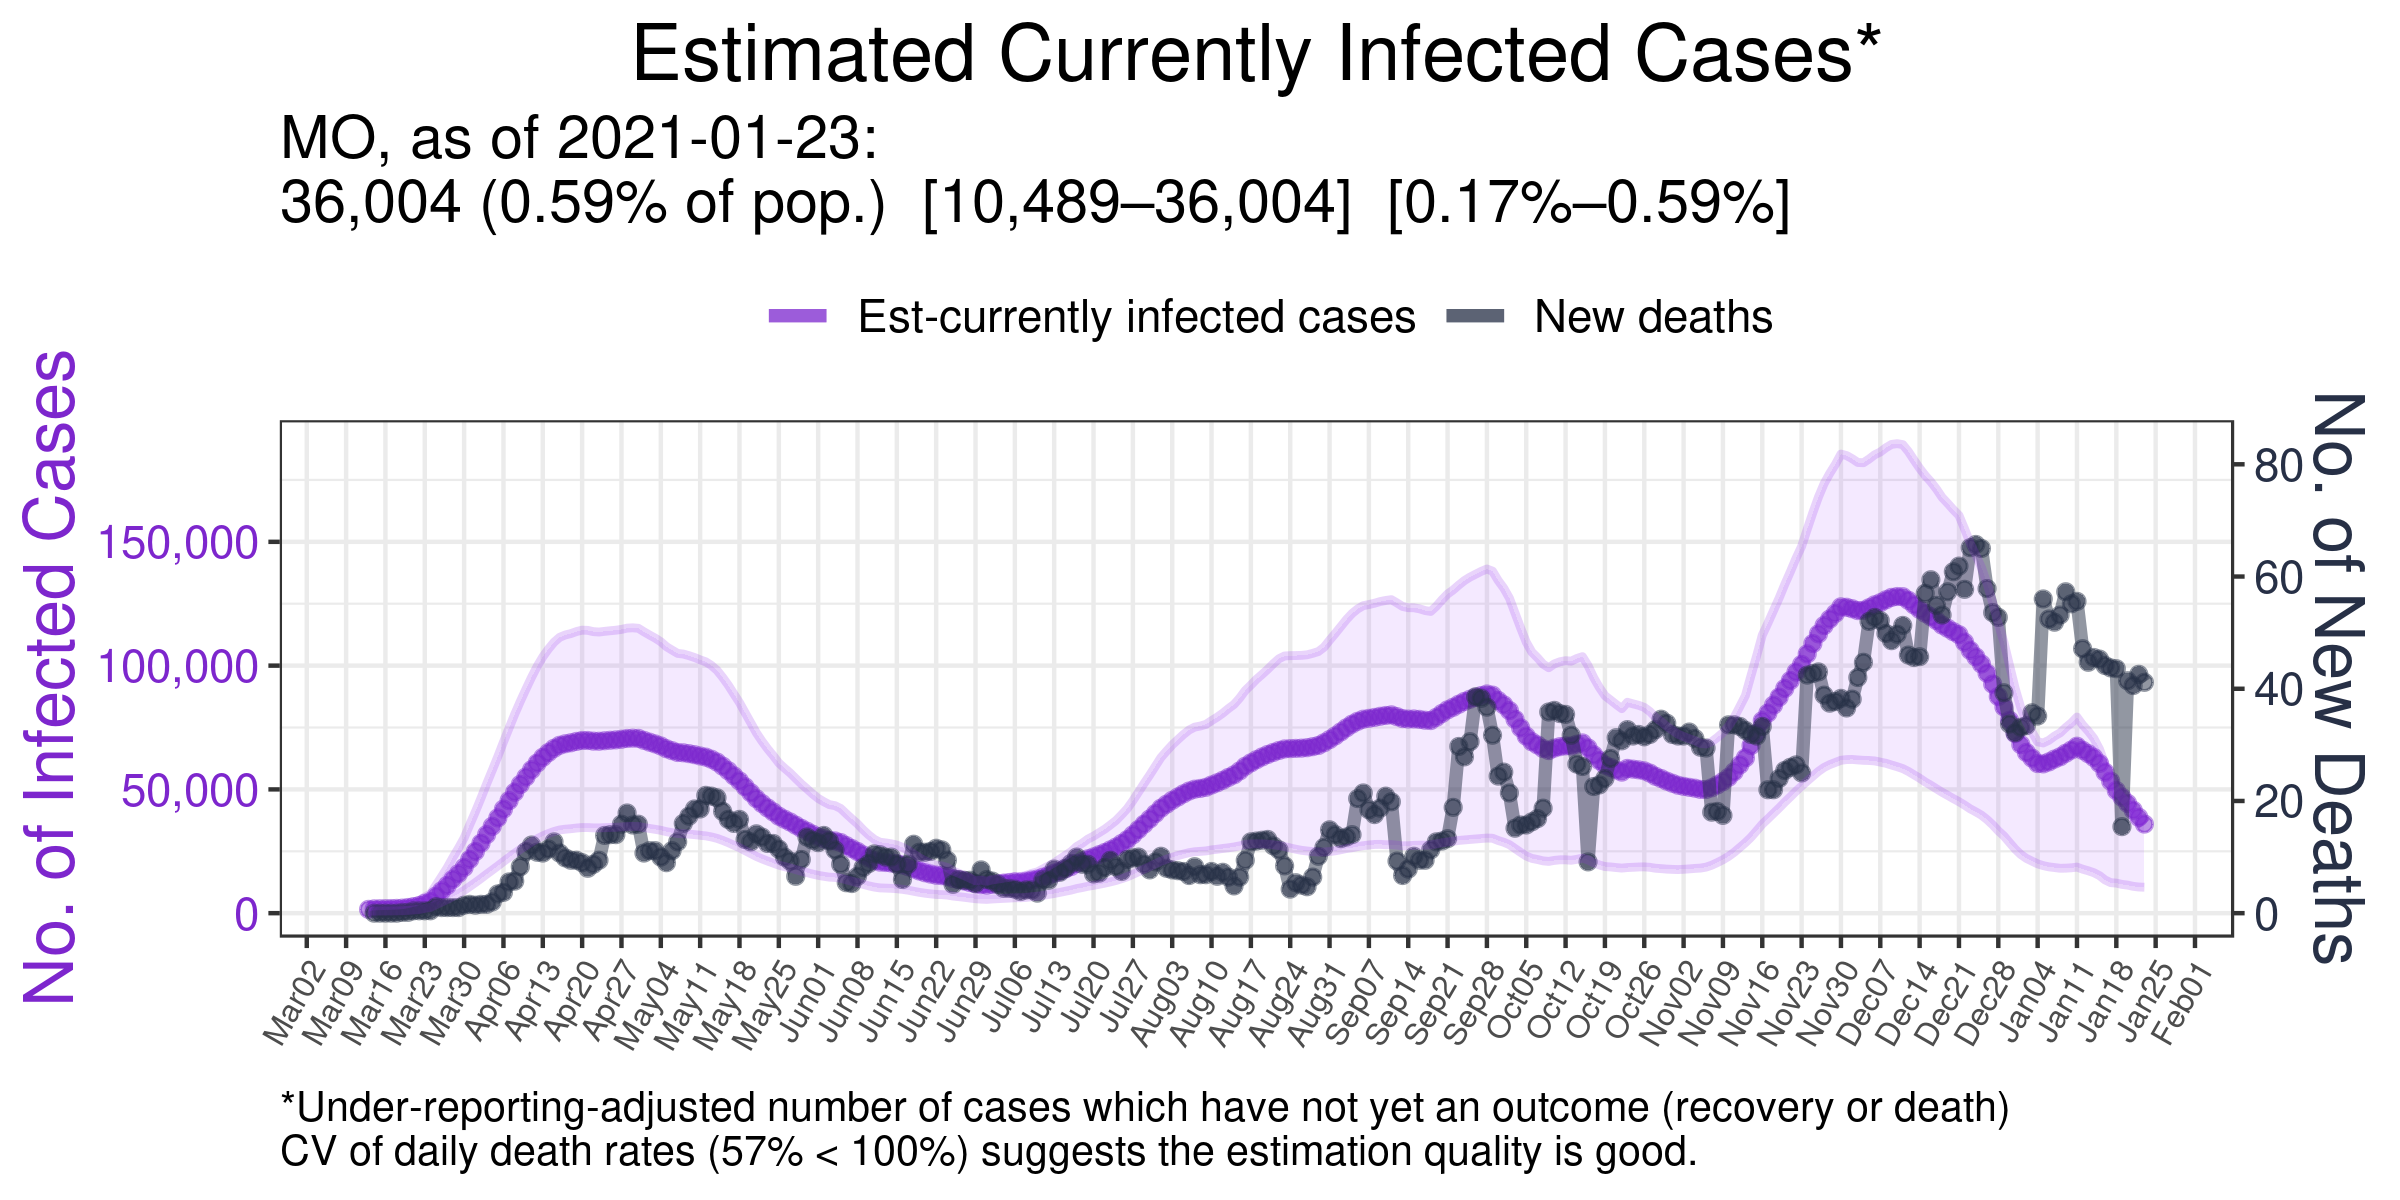 Estimated Currently Infected Cases*
MO, as of 2021-01-23:
36,004 (0.59% of pop.)  [10,489–36,004]  [0.17%–0.59%]
Est-currently infected cases
New deaths
No. of Infected Cases
150,000
100,000
50,000
0
80
60
40
20
0
No. of New Deaths
Mar02
Mar09
Mar16
Mar23
Mar30
Apr06
Apr13
Apr20
Apr27
May04
May11
May18
May25
Jun01
Jun08
Jun15
Jun22
Jun29
Jul06
Jul13
Jul20
Jul27
Aug03
Aug10
Aug17
Aug24
Aug31
Sep07
Sep14
Sep21
Sep28
Oct05
Oct12
Oct19
Oct26
Nov02
Nov09
Nov16
Nov23
Nov30
Dec07
Dec14
Dec21
Dec28
Jan04
Jan11
Jan18
Jan25
Feb01
*Under-reporting-adjusted number of cases which have not yet an outcome (recovery or death)
CV of daily death rates (57% < 100%) suggests the estimation quality is good.